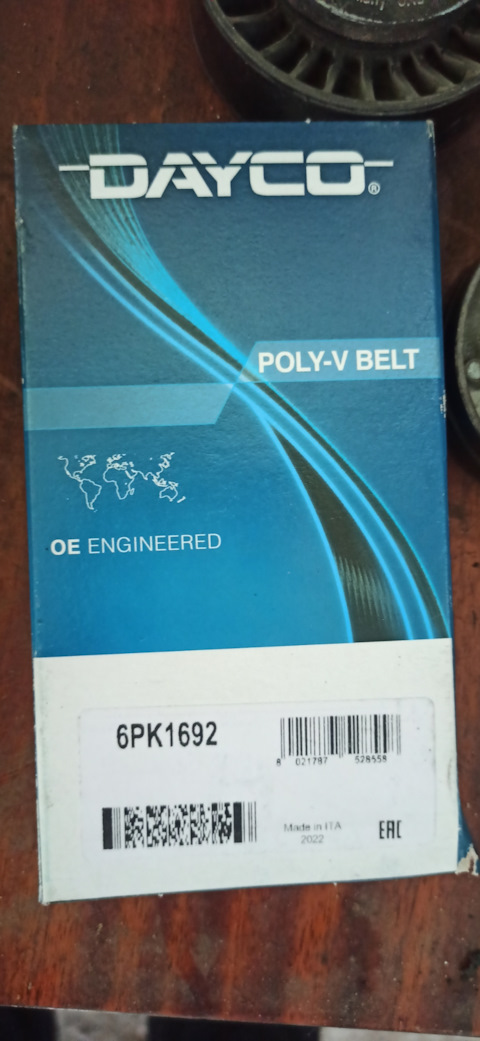 DAYCO®
POLY-V BELT
OE ENGINEERED
6PK1692
8 021787 528558
Made in ITA
2022
EAC